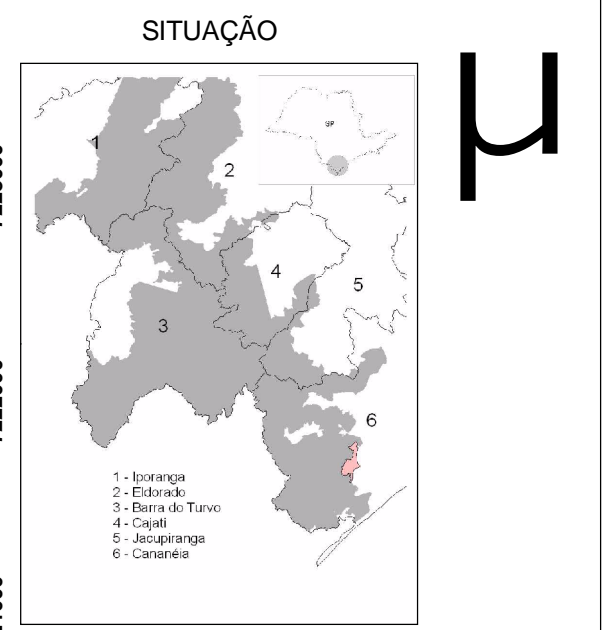 SITUAÇÃO
µ
SP
1
2
4
5
3
6
1 - Iporanga
2 - Eldorado
3 - Barra do Turvo
4 - Cajati
5 - Jacupiranga
6 - Cananéia